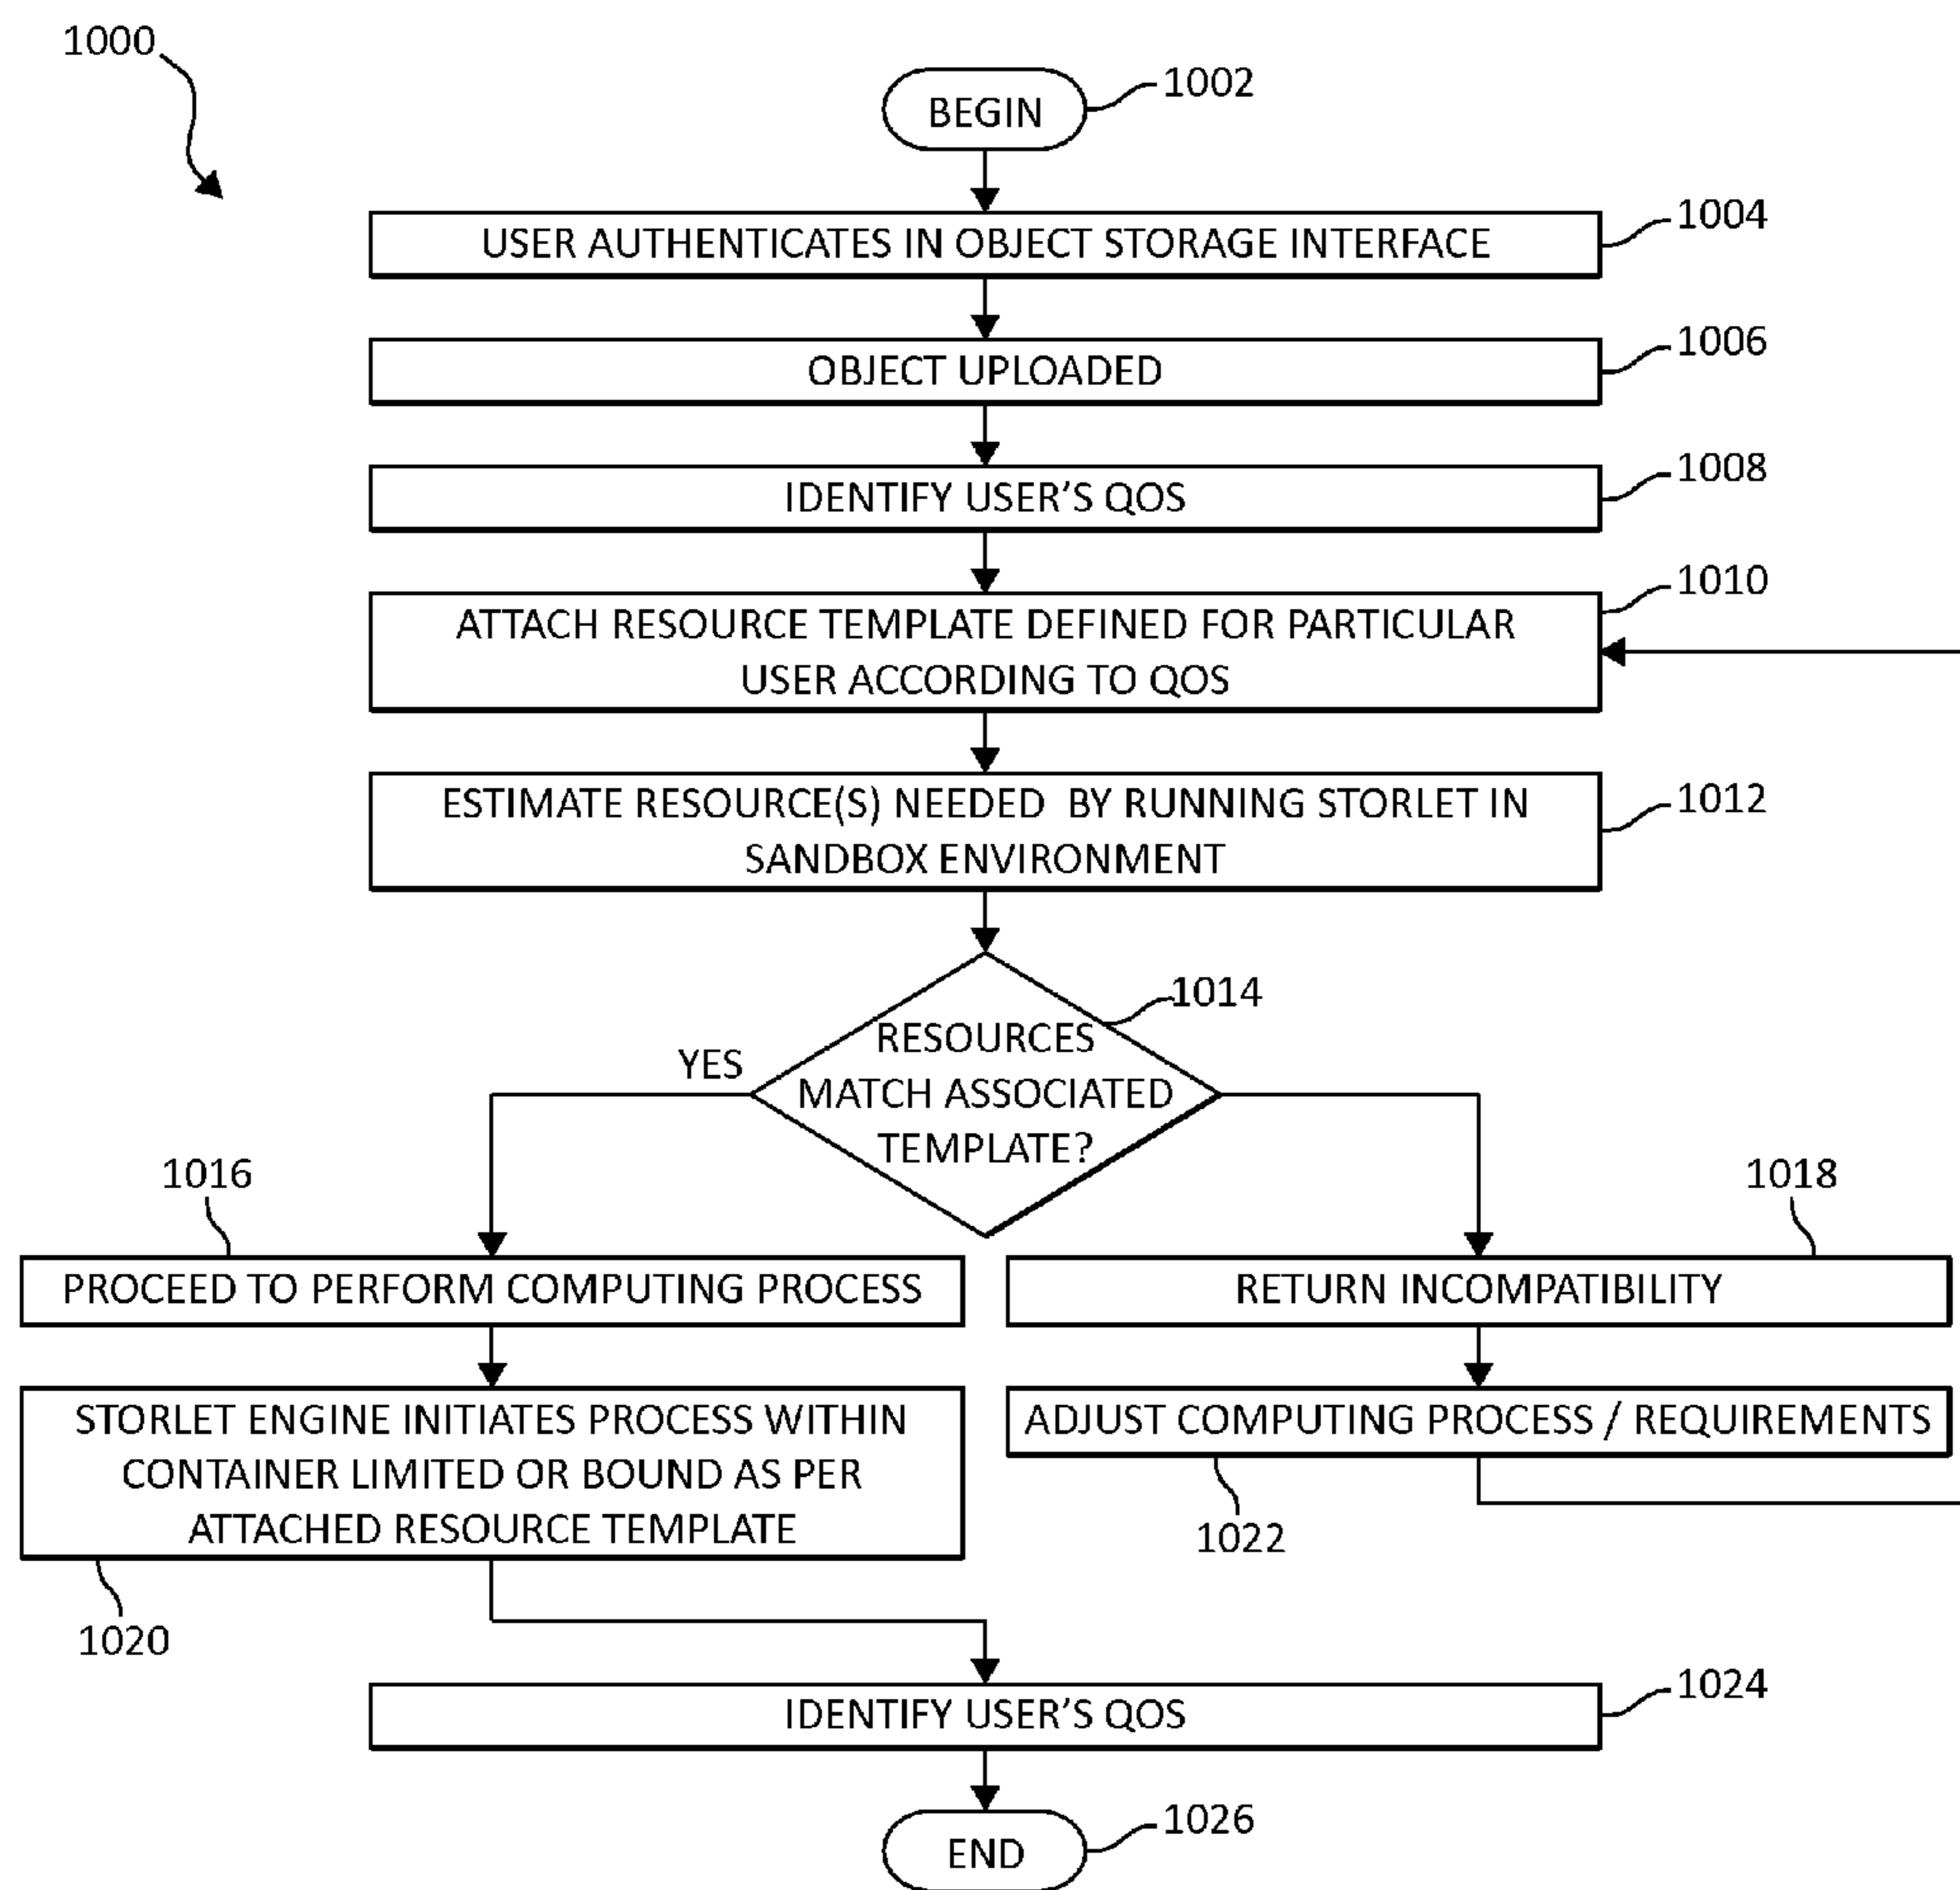 1000
BEGIN
1002
USER AUTHENTICATES IN OBJECT STORAGE INTERFACE
1004
OBJECT UPLOADED
1006
IDENTIFY USER'S QOS
1008
ATTACH RESOURCE TEMPLATE DEFINED FOR PARTICULAR
USER ACCORDING TO QOS
1010
ESTIMATE RESOURCE(S) NEEDED BY RUNNING STORLET IN
SANDBOX ENVIRONMENT
1012
1014
RESOURCES
MATCH ASSOCIATED
TEMPLATE?
YES
1016
PROCEED TO PERFORM COMPUTING PROCESS
1018
RETURN INCOMPATIBILITY
STORLET ENGINE INITIATES PROCESS WITHIN
CONTAINER LIMITED OR BOUND AS PER
ATTACHED RESOURCE TEMPLATE
1020
ADJUST COMPUTING PROCESS / REQUIREMENTS
1022
IDENTIFY USER'S QOS
1024
END
1026